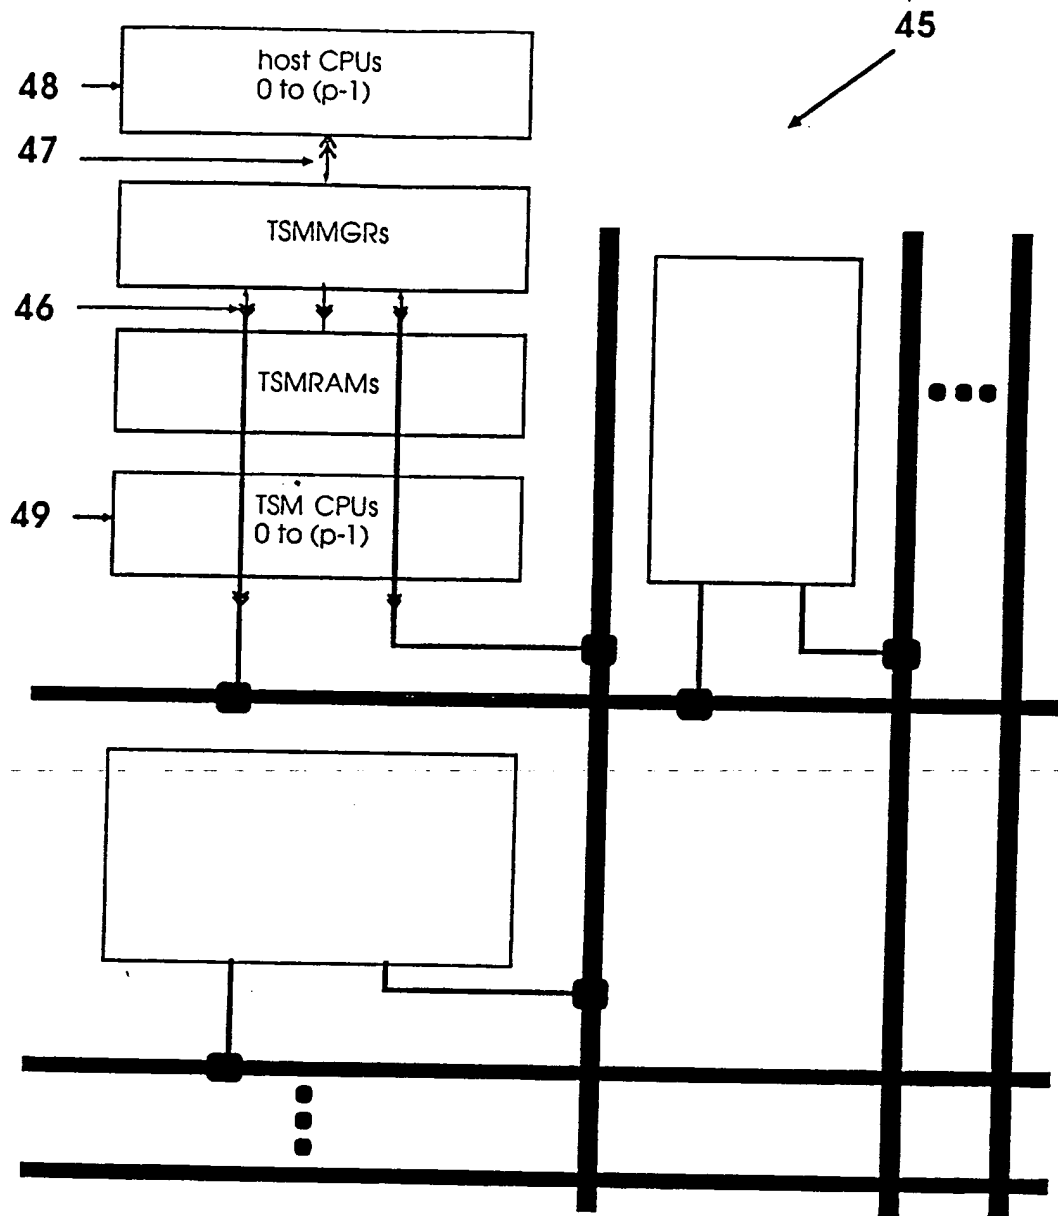 45
48
host CPUs
0 to (p-1)
47
TSMMGRs
46
TSMRAMs
49
TSM CPUs
0 to (p-1)